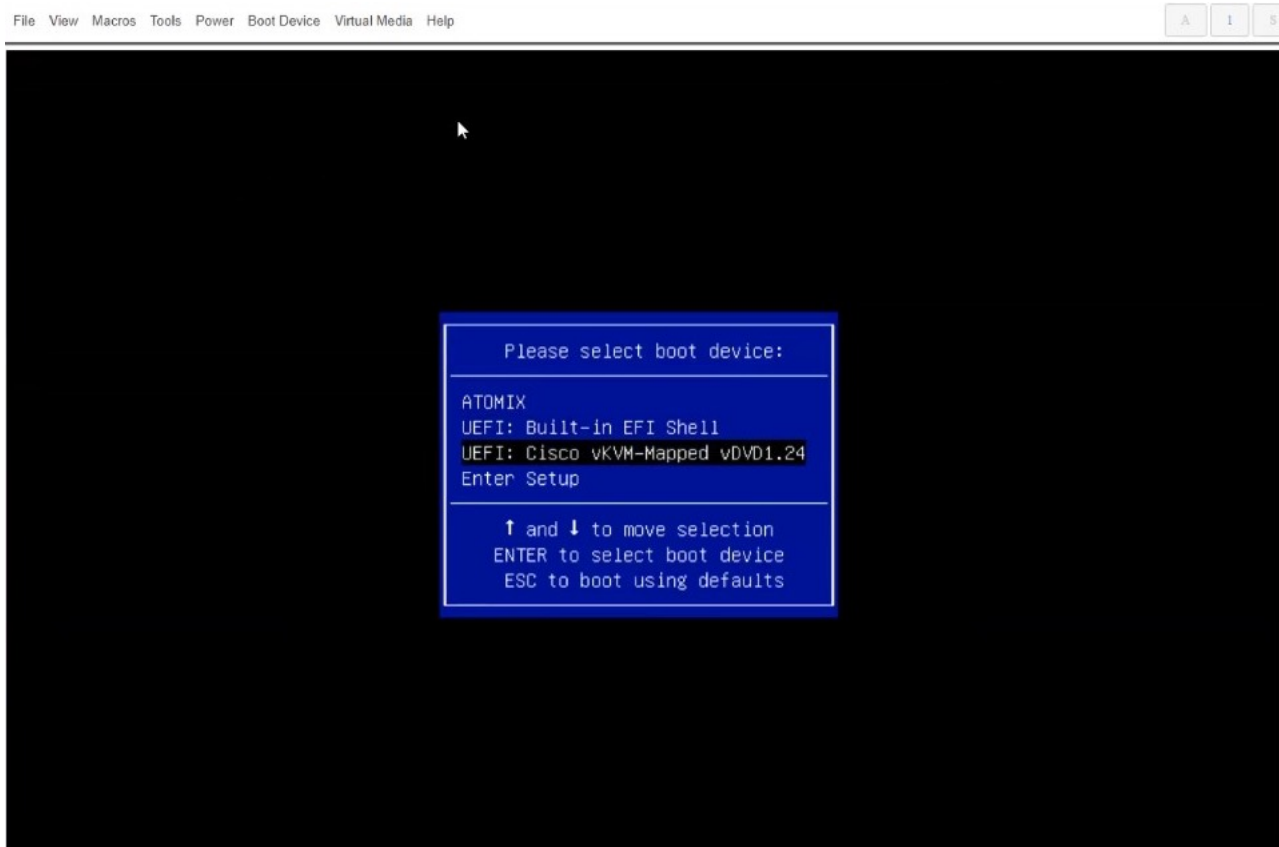 File View Macros Tools Power Boot Device Virtual Media Help
A 1 S
Please select boot device:
ATOMIX
UEFI: Built-in EFI Shell
UEFI: Cisco vKVM-Mapped vDVD1.24
Enter Setup
↑ and ↓ to move selection
ENTER to select boot device
ESC to boot using defaults